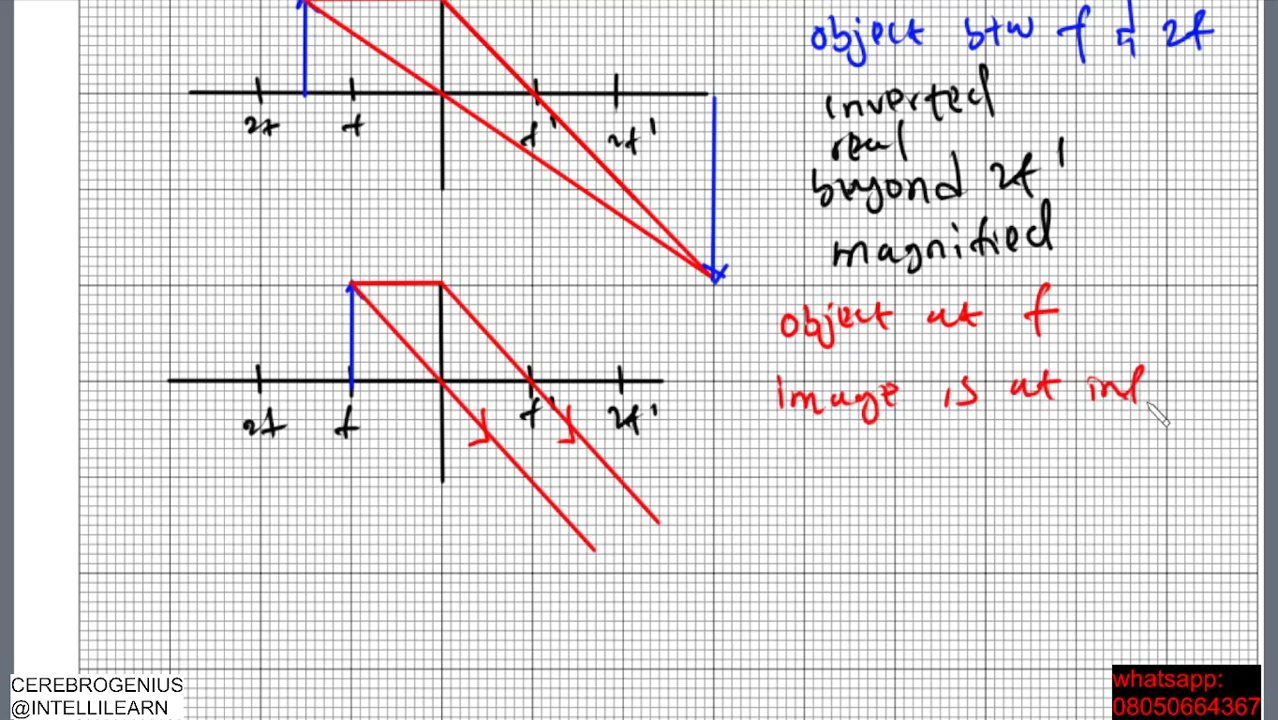 object btw f & 2f
inverted
real
beyond 2f'
magnified
2f f f' 2f'
object at f
image is at inf
2f f f' 2f'
CEREBROGENIUS
@INTELLILEARN
whatsapp:
08050664367